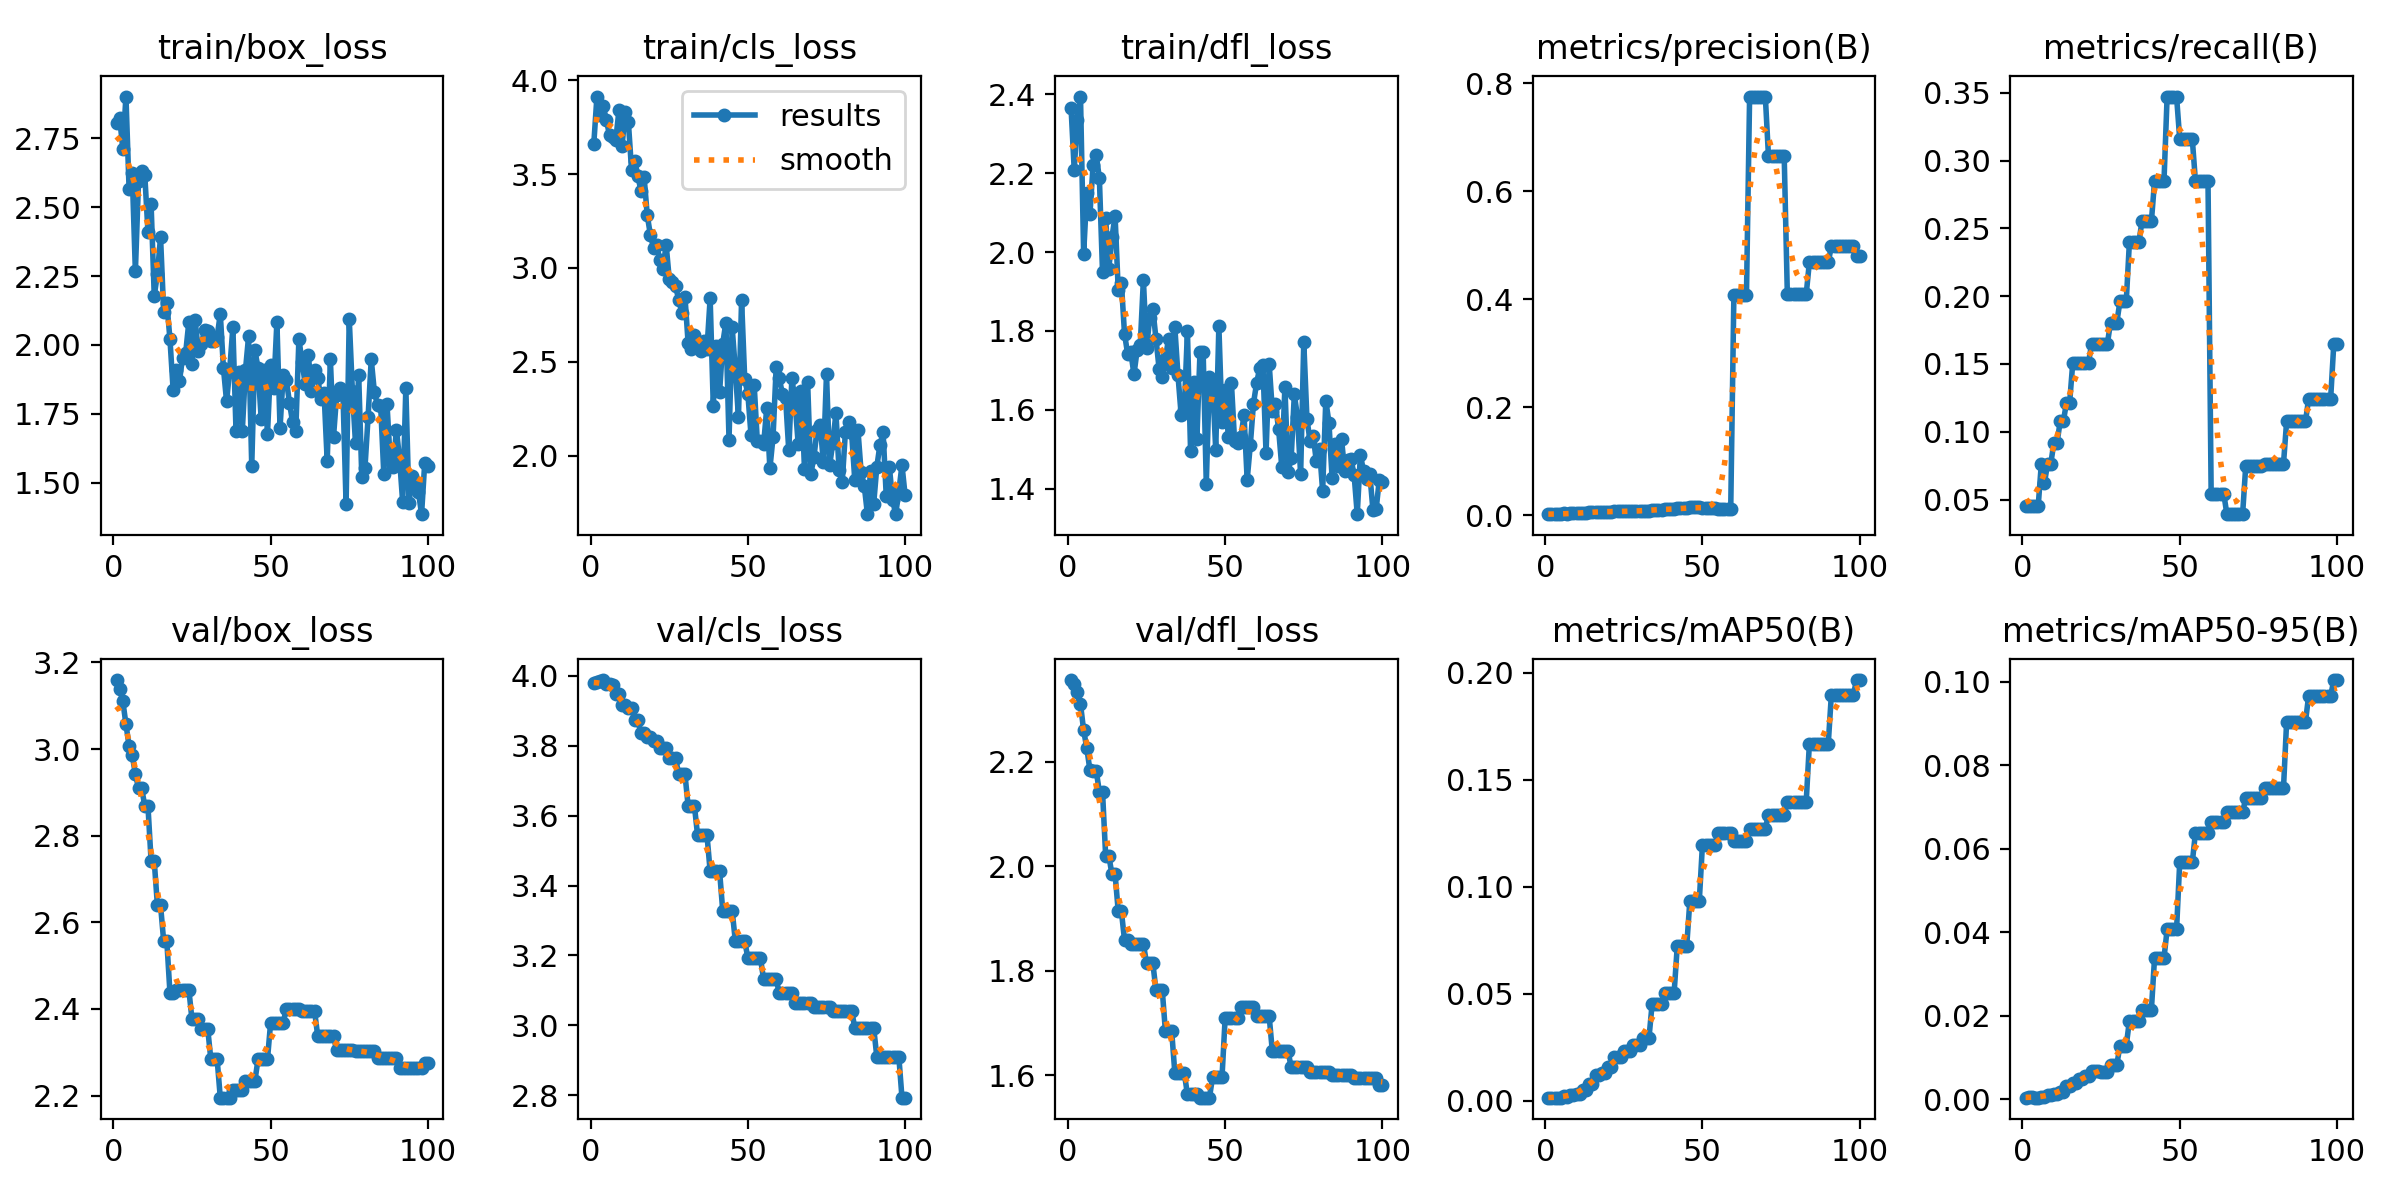 train/box_loss
2.75
2.50
2.25
2.00
1.75
1.50
0 50 100
train/cls_loss
4.0
3.5
3.0
2.5
2.0
results
smooth
0 50 100
train/dfl_loss
2.4
2.2
2.0
1.8
1.6
1.4
0 50 100
metrics/precision(B)
0.8
0.6
0.4
0.2
0.0
0 50 100
metrics/recall(B)
0.35
0.30
0.25
0.20
0.15
0.10
0.05
0 50 100
val/box_loss
3.2
3.0
2.8
2.6
2.4
2.2
0 50 100
val/cls_loss
4.0
3.8
3.6
3.4
3.2
3.0
2.8
0 50 100
val/dfl_loss
2.2
2.0
1.8
1.6
0 50 100
metrics/mAP50(B)
0.20
0.15
0.10
0.05
0.00
0 50 100
metrics/mAP50-95(B)
0.10
0.08
0.06
0.04
0.02
0.00
0 50 100